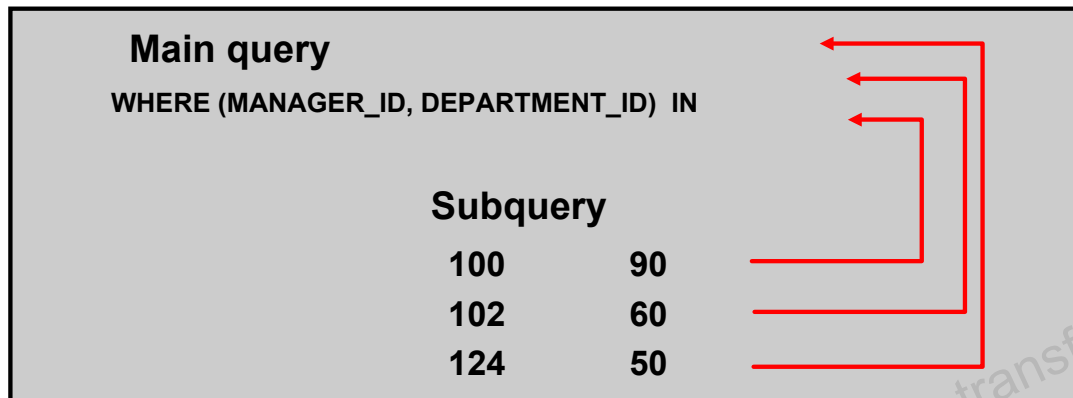 Main query
WHERE (MANAGER_ID, DEPARTMENT_ID) IN
Subquery
100 90
102 60
124 50